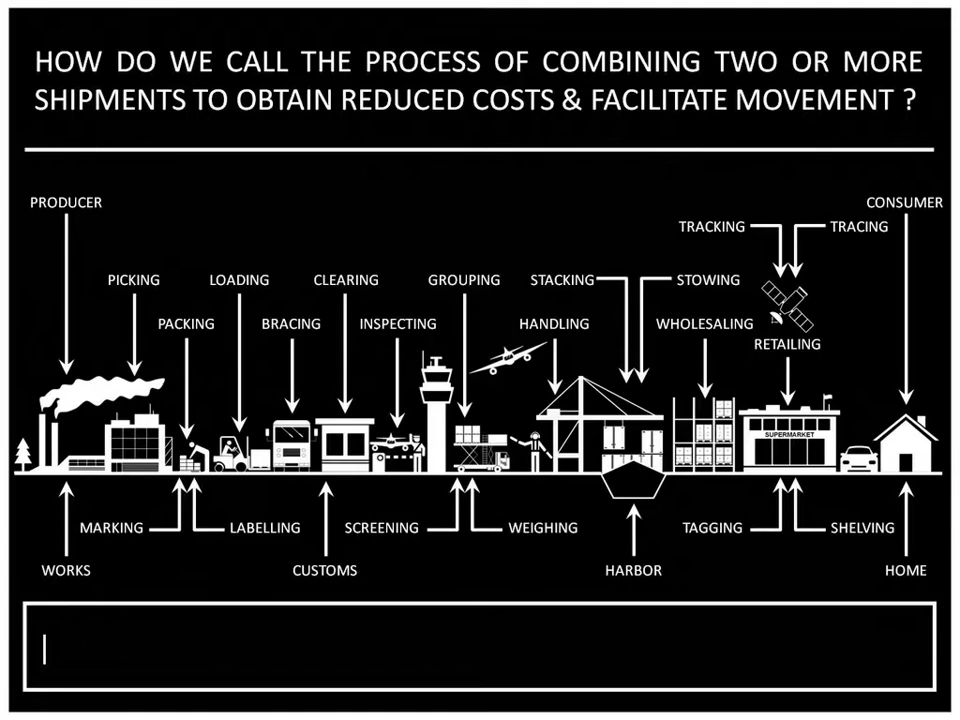 HOW DO WE CALL THE PROCESS OF COMBINING TWO OR MORE
SHIPMENTS TO OBTAIN REDUCED COSTS & FACILITATE MOVEMENT ?
PRODUCER
CONSUMER
TRACKING
TRACING
PICKING
LOADING
CLEARING
GROUPING
STACKING
STOWING
PACKING
BRACING
INSPECTING
HANDLING
WHOLESALING
RETAILING
SUPERMARKET
MARKING
LABELLING
SCREENING
WEIGHING
TAGGING
SHELVING
WORKS
CUSTOMS
HARBOR
HOME